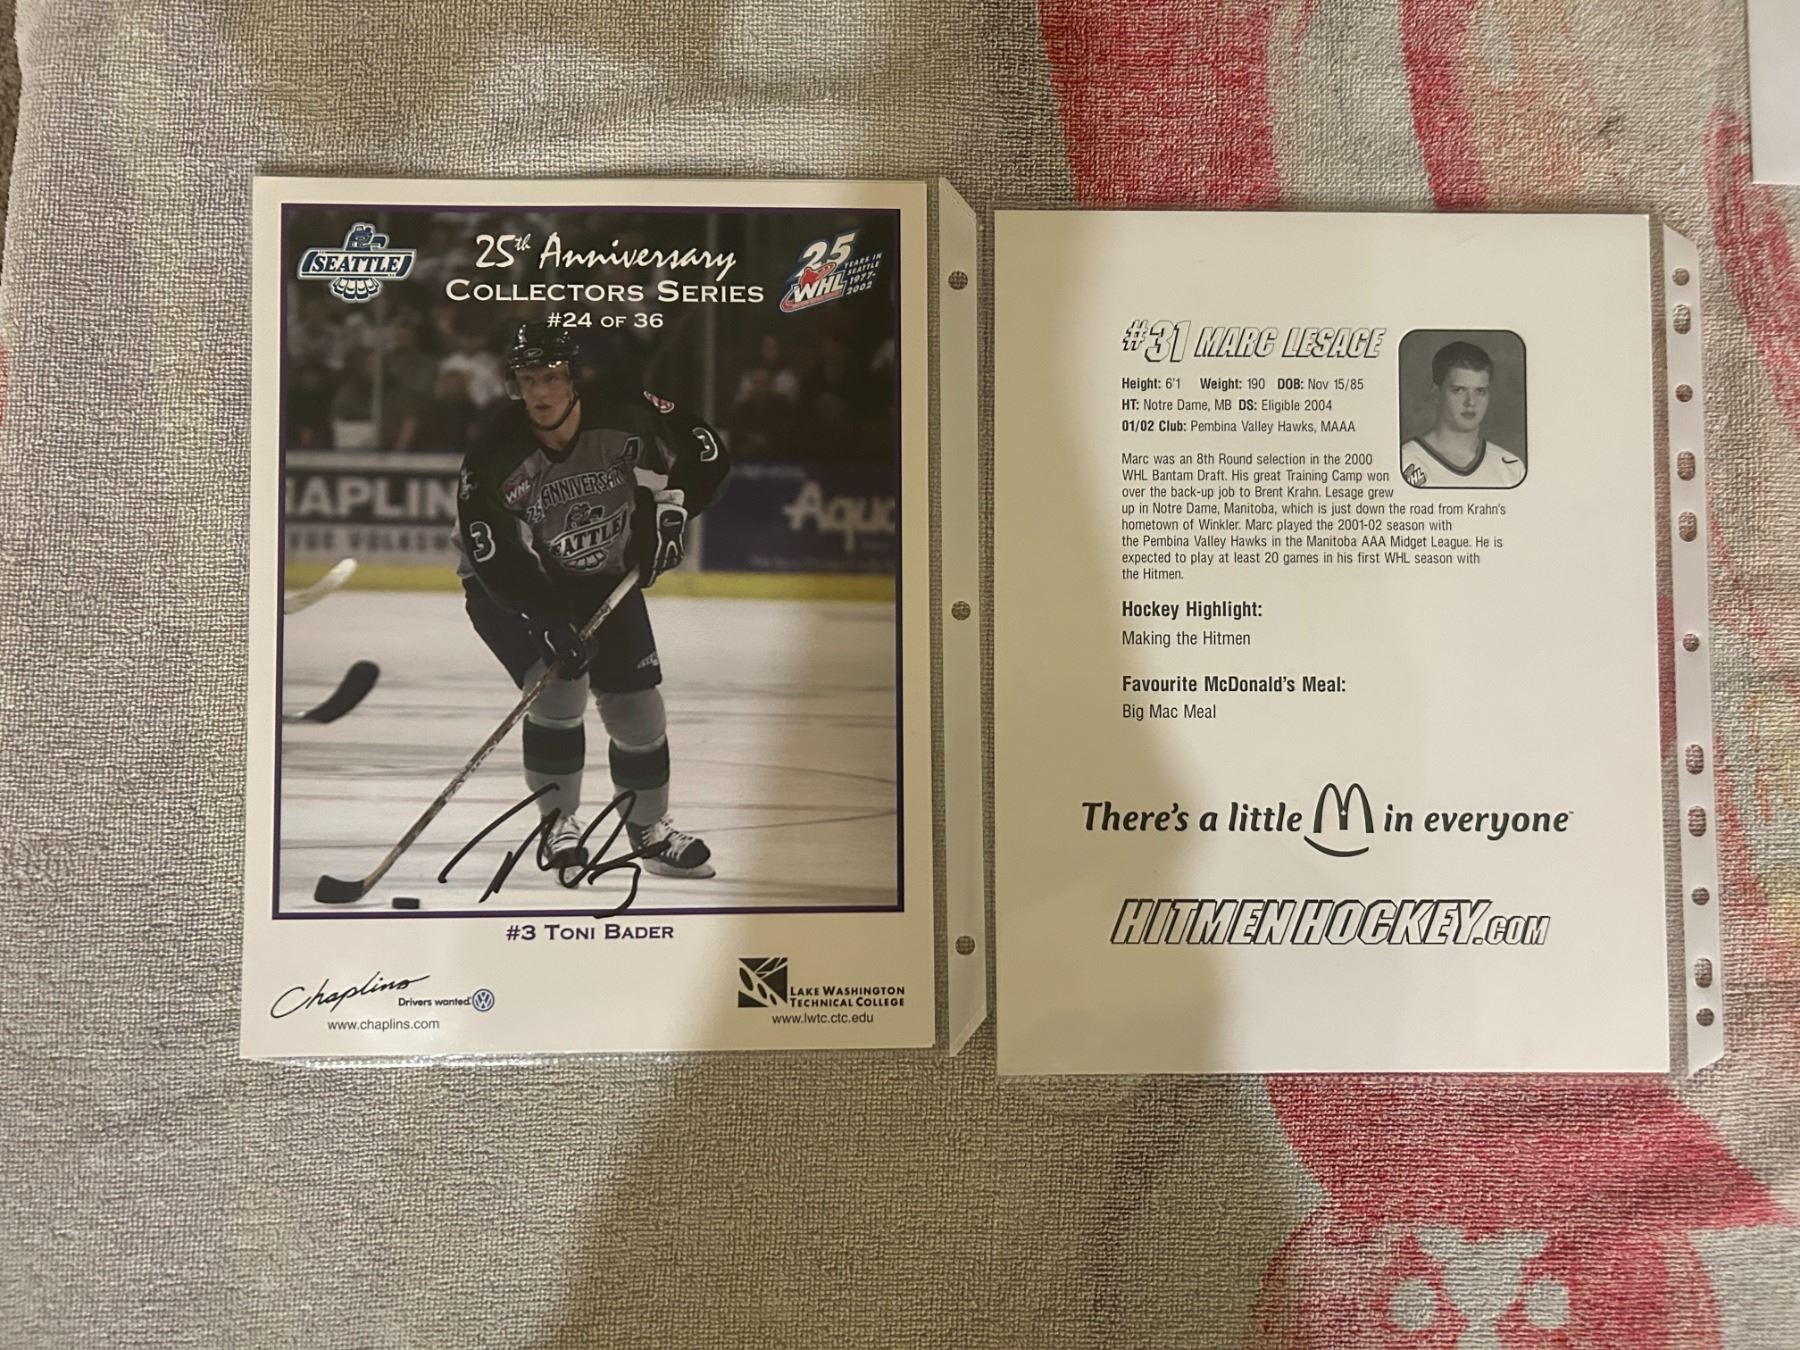 SEATTLE
25th Anniversary
COLLECTORS SERIES
#24 OF 36
25
YEARS IN
SEATTLE
1977-
2002
WHL
3
3
WHL
ANNIVERSARY
SEATTLE
CHAPLIN
VUE VOLKSW
Aqua
#3 TONI BADER
Chaplins
Drivers wanted.
www.chaplins.com
LAKE WASHINGTON
TECHNICAL COLLEGE
www.lwtc.ctc.edu
#31 MARC LESAGE
Height: 6'1 Weight: 190 DOB: Nov 15/85
HT: Notre Dame, MB DS: Eligible 2004
01/02 Club: Pembina Valley Hawks, MAAA
Marc was an 8th Round selection in the 2000
WHL Bantam Draft. His great Training Camp won
over the back-up job to Brent Krahn. Lesage grew
up in Notre Dame, Manitoba, which is just down the road from Krahn's
hometown of Winkler. Marc played the 2001-02 season with
the Pembina Valley Hawks in the Manitoba AAA Midget League. He is
expected to play at least 20 games in his first WHL season with
the Hitmen.
Hockey Highlight:
Making the Hitmen
Favourite McDonald's Meal:
Big Mac Meal
There's a little M in everyone™
HITMENHOCKEY.COM